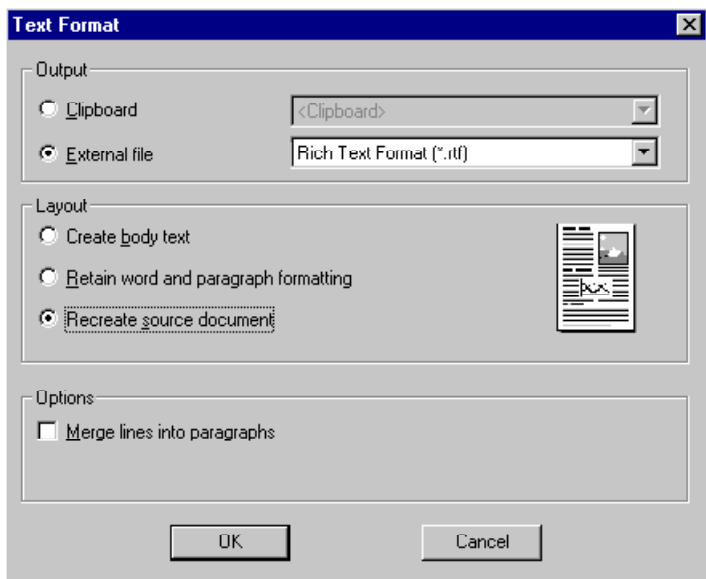 Text Format
Output
Clipboard
<Clipboard>
External file
Rich Text Format (*.rtf)
Layout
Create body text
Retain word and paragraph formatting
Recreate source document
Options
Merge lines into paragraphs
OK
Cancel